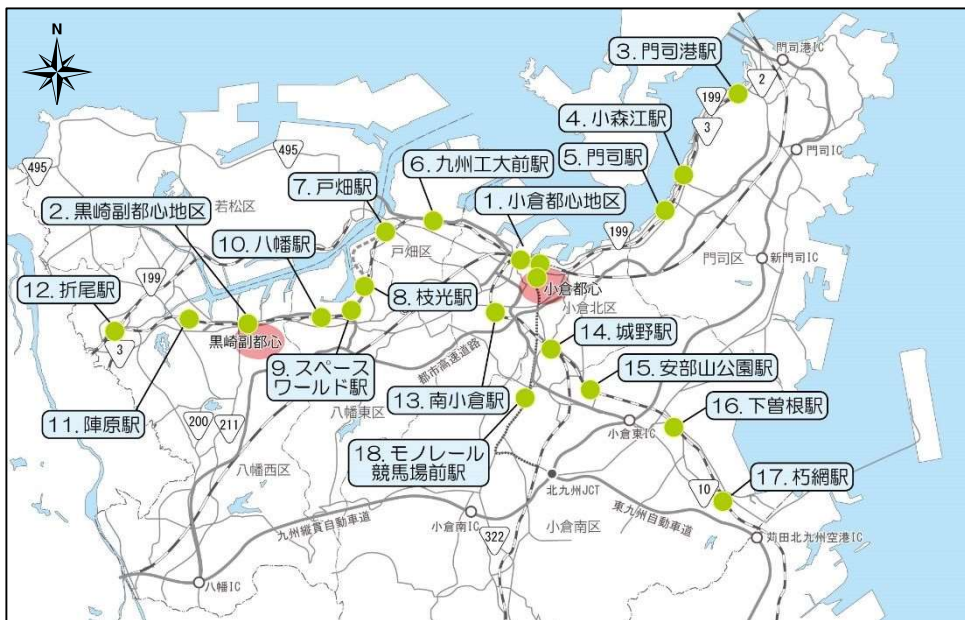 N
門司港IC
3. 門司港駅
2
199
3
4. 小森江駅
495
495
門司IC
6. 九州工大前駅
5. 門司駅
7. 戸畑駅
1. 小倉都心地区
2. 黒崎副都心地区
若松区
10. 八幡駅
戸畑区
199
門司区
新門司IC
199
12. 折尾駅
8. 枝光駅
小倉都心
小倉北区
14. 城野駅
3
黒崎副都心
9. スペース
ワールド駅
都市高速道路
15. 安部山公園駅
11. 陣原駅
八幡東区
13. 南小倉駅
小倉東IC
16. 下曽根駅
200
211
18. モノレール
競馬場前駅
八幡西区
北九州JCT
10
17. 朽網駅
小倉南IC
九州縦貫自動車道
322
小倉南区
東九州自動車道
苅田北九州空港IC
八幡IC